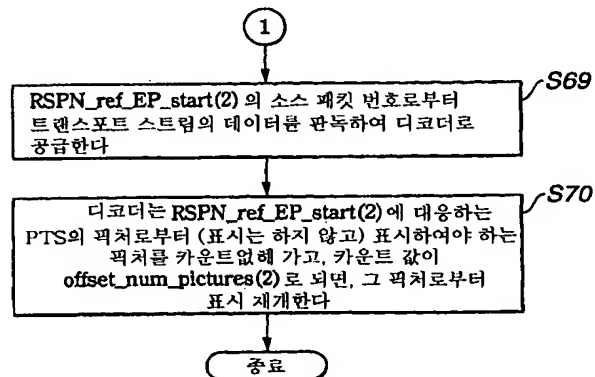 1
S69
RSPN_ref_EP_start(2) 의 소스 패킷 번호로부터
트랜스포트 스트림의 데이터를 판독하여 디코더로
공급한다
S70
디코더는 RSPN_ref_EP_start(2) 에 대응하는
PTS의 픽처로부터 (표시는 하지 않고) 표시하여야 하는
픽처를 카운트없해 가고, 카운트 값이
offset_num_pictures(2) 로 되면, 그 픽처로부터
표시 재개한다
종료